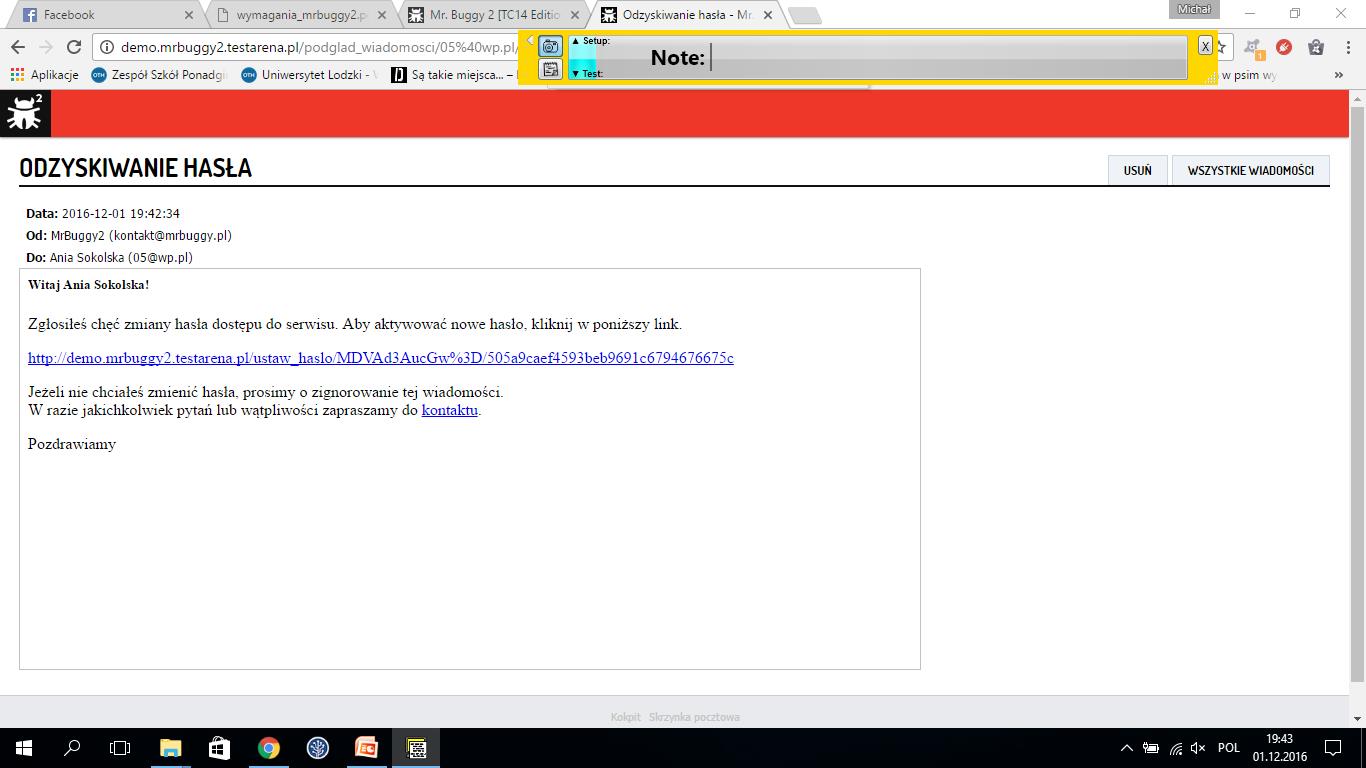 Michał
Facebook
wymagania_mrbuggy2.p
Mr. Buggy 2 [TC14 Editio
Odzyskiwanie hasła - Mr.
demo.mrbuggy2.testarena.pl/podglad_wiadomosci/05%40wp.pl/
Setup:
Note:
Test:
X
1
Aplikacje
Zespół Szkół Ponadgi
Uniwersytet Lodzki -
Są takie miejsca... –
w psim wy
»
2
ODZYSKIWANIE HASŁA
USUŃ
WSZYSTKIE WIADOMOŚCI
Data: 2016-12-01 19:42:34
Od: MrBuggy2 (kontakt@mrbuggy.pl)
Do: Ania Sokolska (05@wp.pl)
Witaj Ania Sokolska!
Zgłosiłeś chęć zmiany hasła dostępu do serwisu. Aby aktywować nowe hasło, kliknij w poniższy link.
http://demo.mrbuggy2.testarena.pl/ustaw_haslo/MDVAd3AucGw%3D/505a9caef4593beb9691c6794676675c
Jeżeli nie chciałeś zmienić hasła, prosimy o zignorowanie tej wiadomości.
W razie jakichkolwiek pytań lub wątpliwości zapraszamy do kontaktu.
Pozdrawiamy
Kokpit Skrzynka pocztowa
POL
19:43
01.12.2016